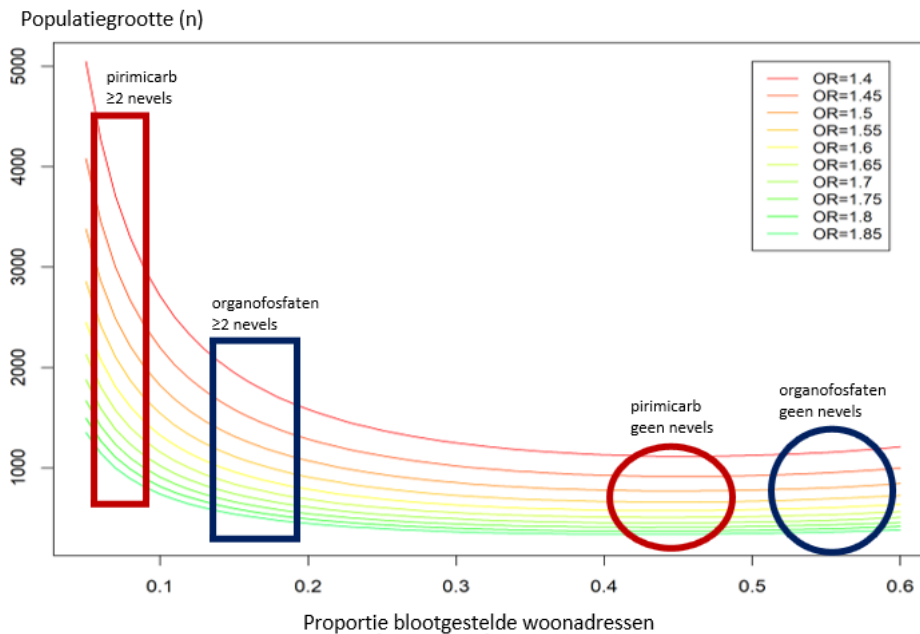 Populatiegrootte (n)
5000
4000
3000
2000
1000
pirimicarb
≥2 nevels
organofosfaten
≥2 nevels
pirimicarb
geen nevels
organofosfaten
geen nevels
OR=1.4
OR=1.45
OR=1.5
OR=1.55
OR=1.6
OR=1.65
OR=1.7
OR=1.75
OR=1.8
OR=1.85
0.1 0.2 0.3 0.4 0.5 0.6
Proportie blootgestelde woonadressen